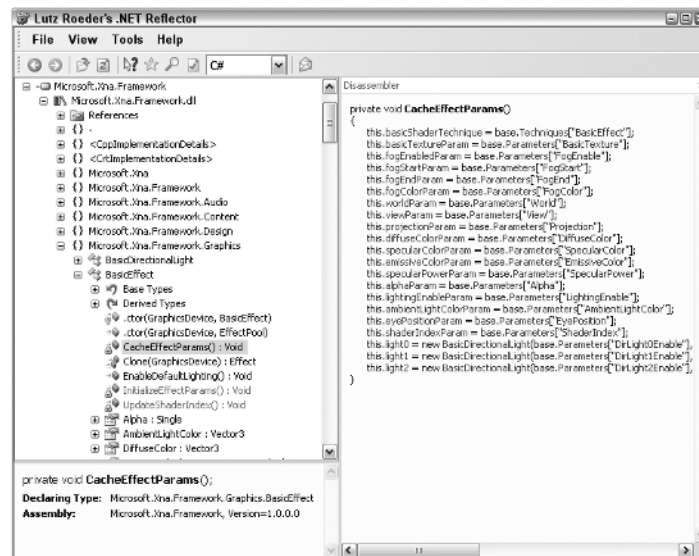 Lutz Roeder's .NET Reflector
File View Tools Help
C#
Microsoft.Xna.Framework
Microsoft.Xna.Framework.dll
References
{ } -
{ } <CppImplementationDetails>
{ } <CrtImplementationDetails>
{ } Microsoft.Xna
{ } Microsoft.Xna.Framework
{ } Microsoft.Xna.Framework.Audio
{ } Microsoft.Xna.Framework.Content
{ } Microsoft.Xna.Framework.Design
{ } Microsoft.Xna.Framework.Graphics
BasicDirectionalLight
BasicEffect
Base Types
Derived Types
.ctor(GraphicsDevice, BasicEffect)
.ctor(GraphicsDevice, EffectPool)
CacheEffectParams() : Void
Clone(GraphicsDevice) : Effect
EnableDefaultLighting() : Void
InitializeEffectParams() : Void
UpdateShaderIndex() : Void
Alpha : Single
AmbientLightColor : Vector3
DiffuseColor : Vector3
private void CacheEffectParams();
Declaring Type: Microsoft.Xna.Framework.Graphics.BasicEffect
Assembly: Microsoft.Xna.Framework, Version=1.0.0.0
Disassembler
private void CacheEffectParams()
{
this.basicShaderTechnique = base.Techniques["BasicEffect"];
this.basicTextureParam = base.Parameters["BasicTexture"];
this.fogEnabledParam = base.Parameters["FogEnable"];
this.fogStartParam = base.Parameters["FogStart"];
this.fogEndParam = base.Parameters["FogEnd"];
this.fogColorParam = base.Parameters["FogColor"];
this.worldParam = base.Parameters["World"];
this.viewParam = base.Parameters["View"];
this.projectionParam = base.Parameters["Projection"];
this.diffuseColorParam = base.Parameters["DiffuseColor"];
this.specularColorParam = base.Parameters["SpecularColor"];
this.emissiveColorParam = base.Parameters["EmissiveColor"];
this.specularPowerParam = base.Parameters["SpecularPower"];
this.alphaParam = base.Parameters["Alpha"];
this.lightingEnableParam = base.Parameters["LightingEnable"];
this.ambientLightColorParam = base.Parameters["AmbientLightColor"];
this.eyePositionParam = base.Parameters["EyePosition"];
this.shaderIndexParam = base.Parameters["ShaderIndex"];
this.light0 = new BasicDirectionalLight(base.Parameters["DirLight0Enable"],
this.light1 = new BasicDirectionalLight(base.Parameters["DirLight1Enable"],
this.light2 = new BasicDirectionalLight(base.Parameters["DirLight2Enable"],
}